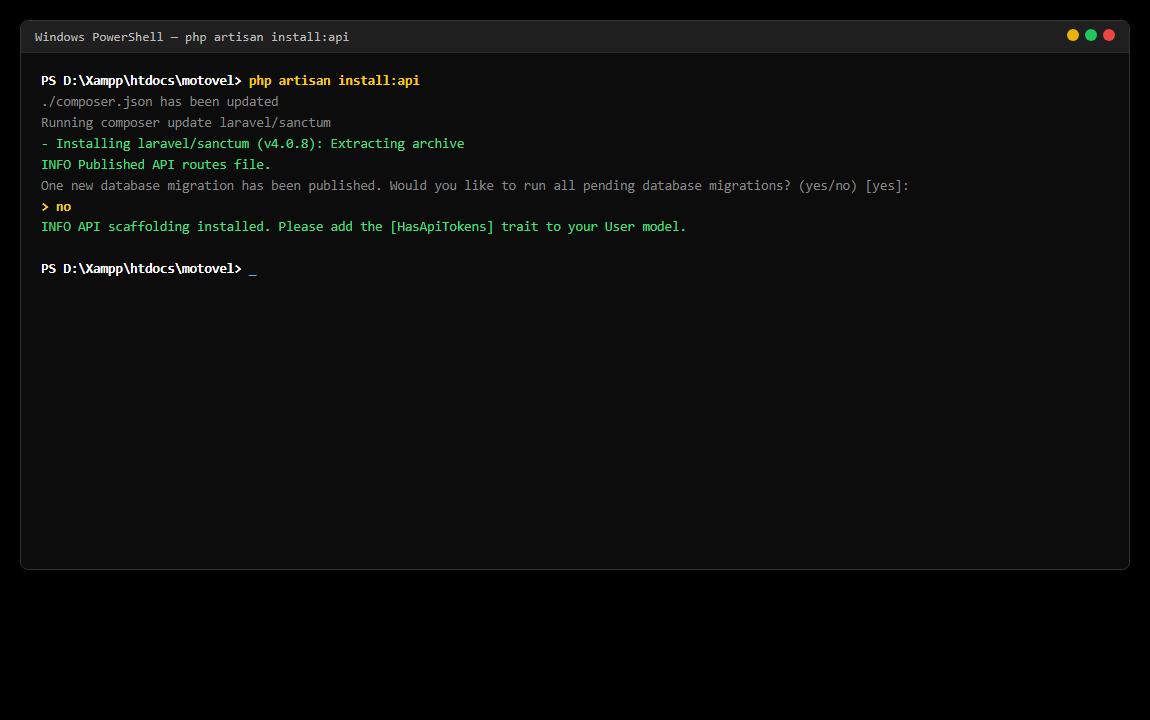 Windows PowerShell — php artisan install:api
PS D:\Xampp\htdocs\motovel> php artisan install:api
./composer.json has been updated
Running composer update laravel/sanctum
- Installing laravel/sanctum (v4.0.8): Extracting archive
INFO Published API routes file.
One new database migration has been published. Would you like to run all pending database migrations? (yes/no) [yes]:
> no
INFO API scaffolding installed. Please add the [HasApiTokens] trait to your User model.
PS D:\Xampp\htdocs\motovel> _